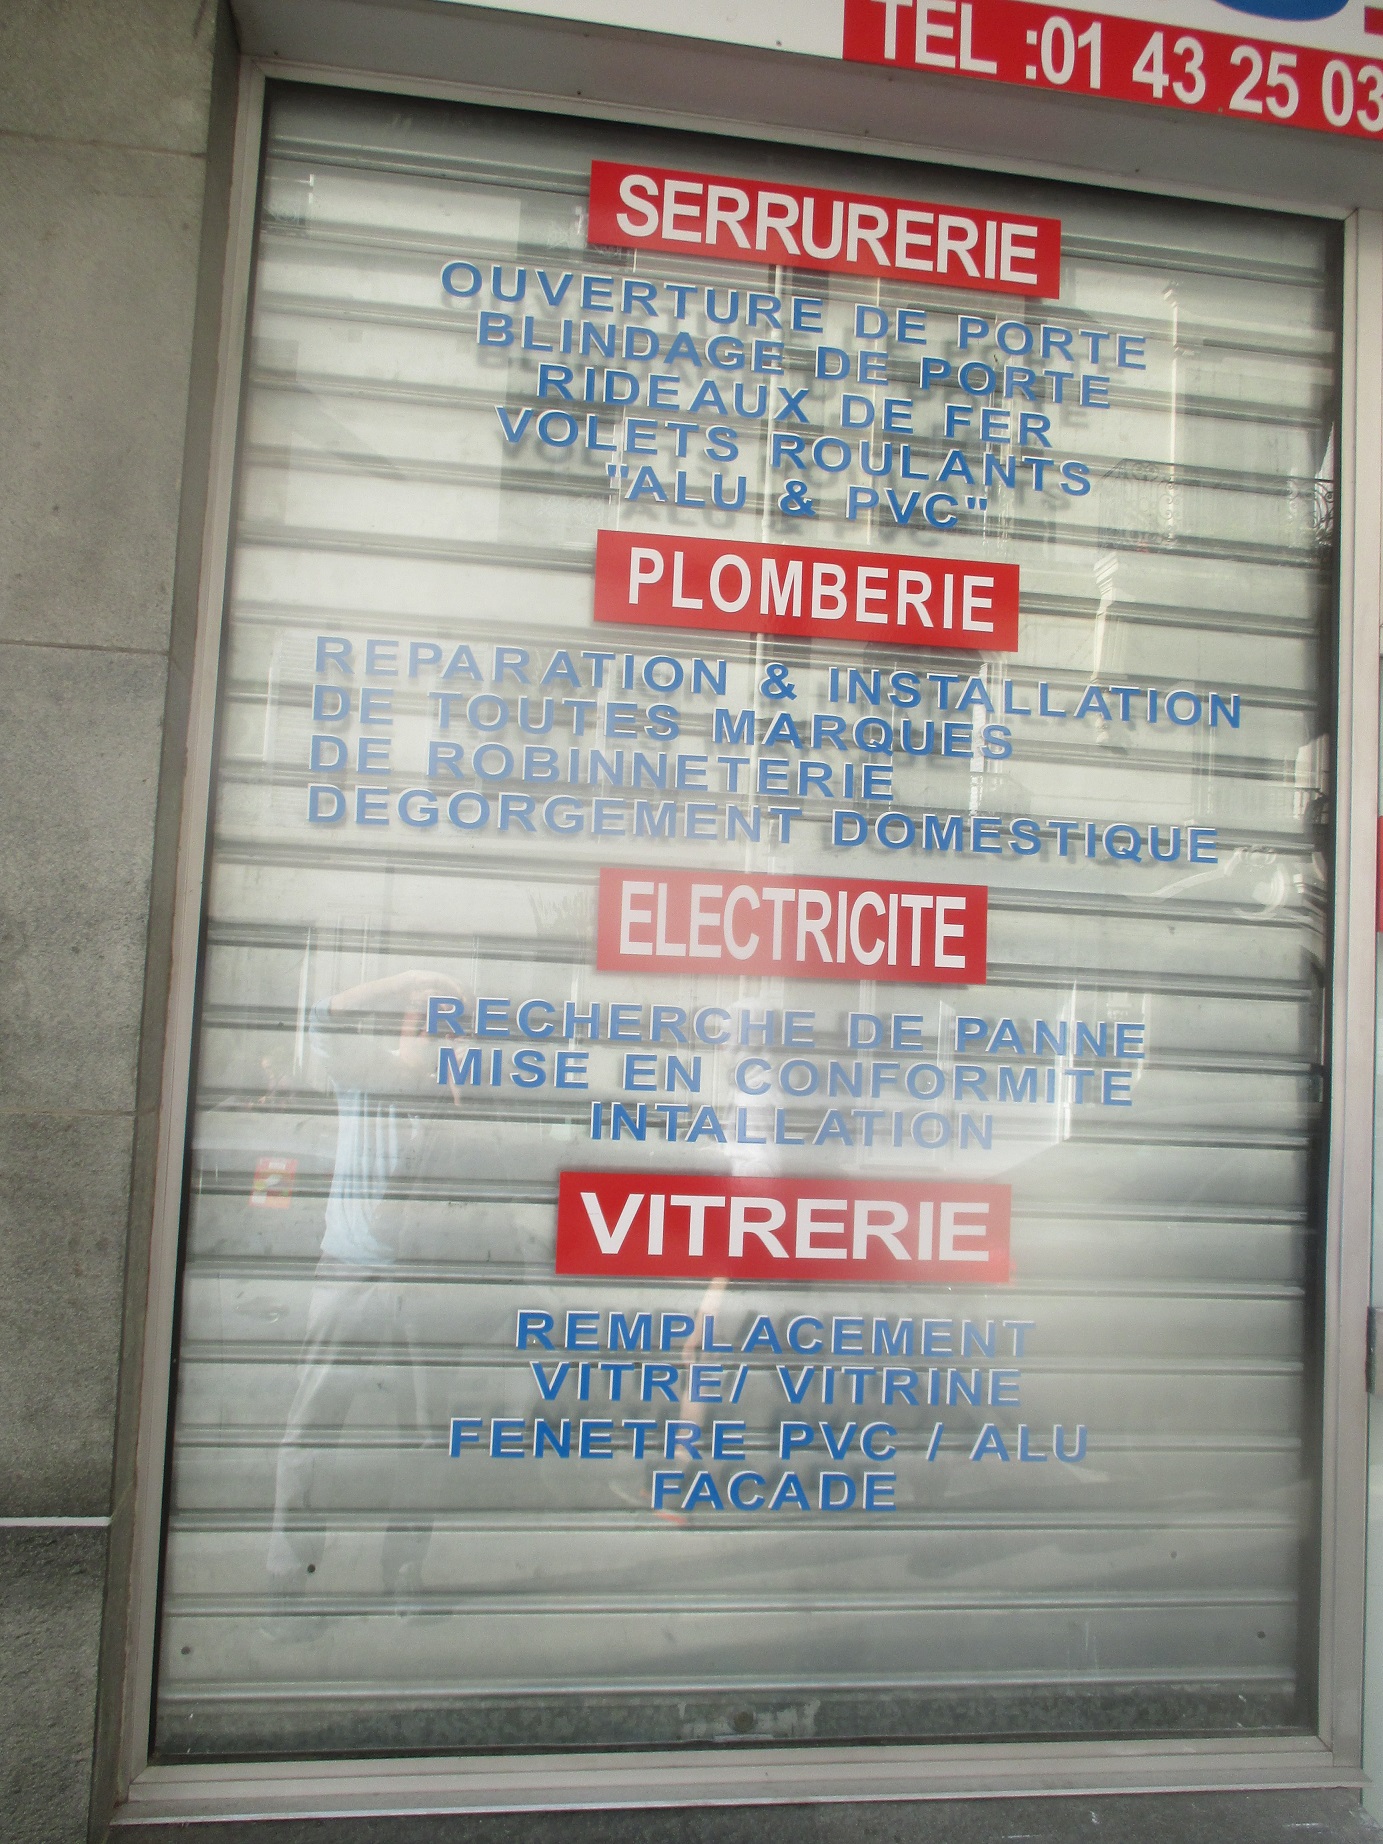 TEL :01 43 25 03
SERRURERIE
OUVERTURE DE PORTE
BLINDAGE DE PORTE
RIDEAUX DE FER
VOLETS ROULANTS
"ALU & PVC"
PLOMBERIE
REPARATION & INSTALLATION
DE TOUTES MARQUES
DE ROBINNETERIE
DEGORGEMENT DOMESTIQUE
ELECTRICITE
RECHERCHE DE PANNE
MISE EN CONFORMITE
INTALLATION
VITRERIE
REMPLACEMENT
VITRE/ VITRINE
FENETRE PVC / ALU
FACADE